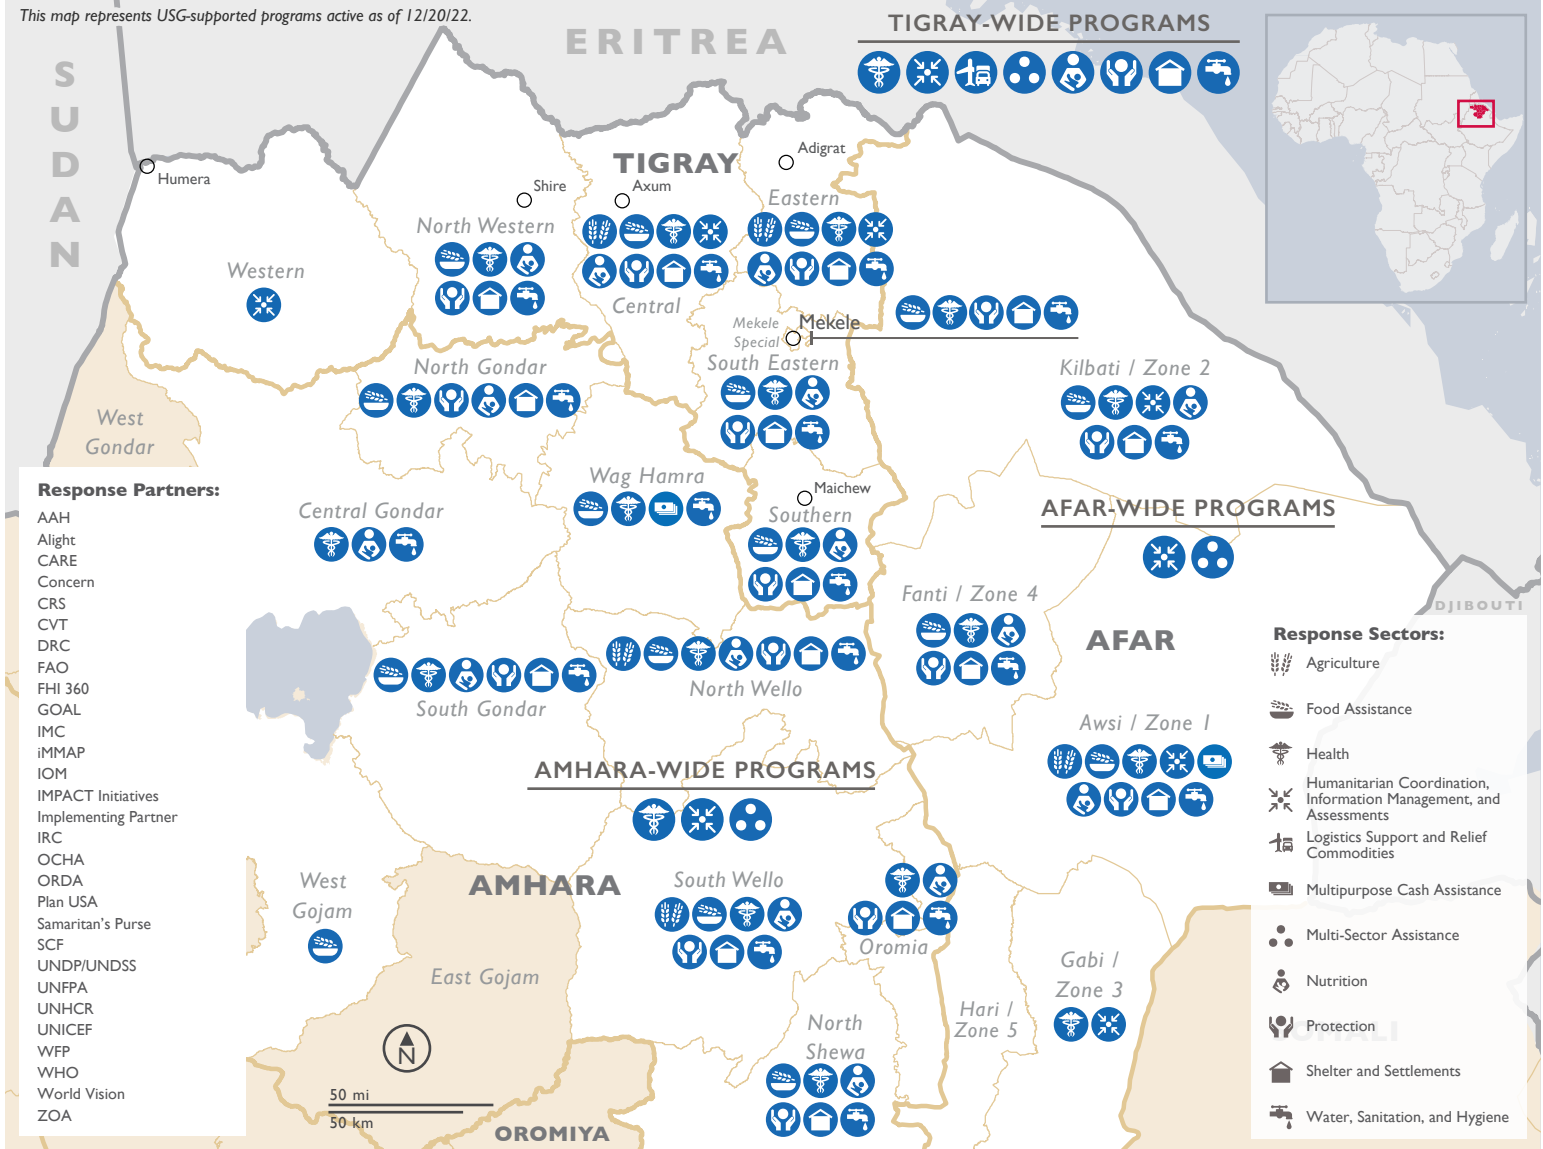 This map represents USG-supported programs active as of 12/20/22.
TIGRAY-WIDE PROGRAMS
ERITREA
SUDAN
Humera
Shire
TIGRAY
Axum
Adigrat
Eastern
North Western
Western
Central
Mekele
Special
Mekele
South Eastern
North Gondar
Kilbati / Zone 2
West
Gondar
Wag Hamra
Maichew
Southern
Central Gondar
AFAR-WIDE PROGRAMS
Fanti / Zone 4
DJIBOUTI
AFAR
North Wello
South Gondar
Awsi / Zone 1
AMHARA-WIDE PROGRAMS
AMHARA
South Wello
West
Gojam
East Gojam
Oromia
Gabi /
Zone 3
Hari /
Zone 5
North
Shewa
N
50 mi
50 km
OROMIYA
Response Partners:
AAH
Alight
CARE
Concern
CRS
CVT
DRC
FAO
FHI 360
GOAL
IMC
iMMAP
IOM
IMPACT Initiatives
Implementing Partner
IRC
OCHA
ORDA
Plan USA
Samaritan's Purse
SCF
UNDP/UNDSS
UNFPA
UNHCR
UNICEF
WFP
WHO
World Vision
ZOA
Response Sectors:
Agriculture
Food Assistance
Health
Humanitarian Coordination,
Information Management, and
Assessments
Logistics Support and Relief
Commodities
Multipurpose Cash Assistance
Multi-Sector Assistance
Nutrition
Protection
Shelter and Settlements
Water, Sanitation, and Hygiene